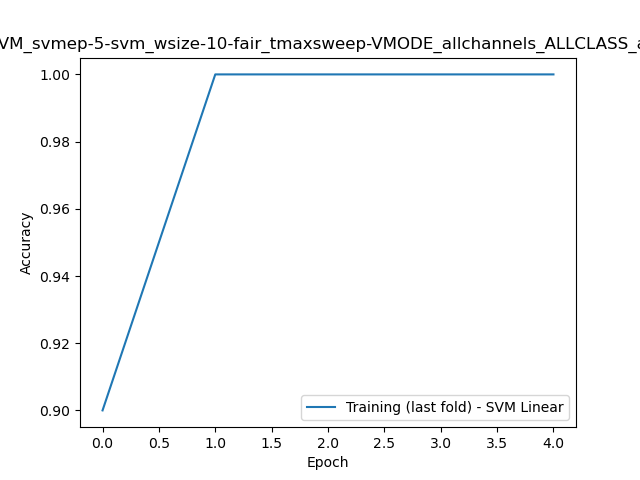 VM_svmep-5-svm_wsize-10-fair_tmaxsweep-VMODE_allchannels_ALLCLASS_a
1.00
0.98
0.96
0.94
0.92
0.90
Accuracy
Training (last fold) - SVM Linear
0.0 0.5 1.0 1.5 2.0 2.5 3.0 3.5 4.0
Epoch